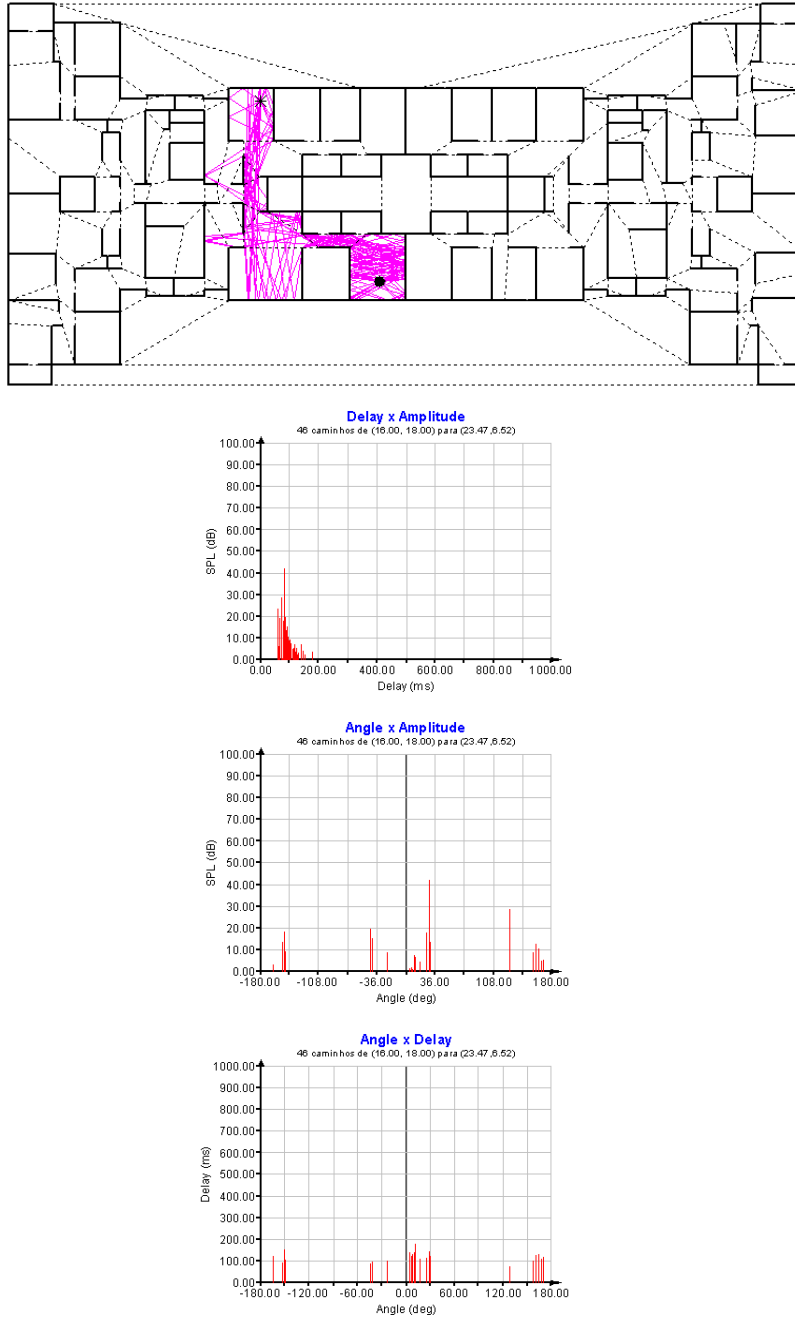 Delay x Amplitude
46 caminhos de (16.00, 18.00) para (23.47 ,6.52)
100.00
90.00
80.00
70.00
60.00
50.00
40.00
30.00
20.00
10.00
0.00
SPL (dB)
0.00 200.00 400.00 600.00 800.00 1000.00
Delay (ms)
Angle x Amplitude
46 caminhos de (16.00, 18.00) para (23.47 ,6.52)
100.00
90.00
80.00
70.00
60.00
50.00
40.00
30.00
20.00
10.00
0.00
SPL (dB)
-180.00 -108.00 -36.00 36.00 108.00 180.00
Angle (deg)
Angle x Delay
46 caminhos de (16.00, 18.00) para (23.47 ,6.52)
1000.00
900.00
800.00
700.00
600.00
500.00
400.00
300.00
200.00
100.00
0.00
Delay (ms)
-180.00 -120.00 -60.00 0.00 60.00 120.00 180.00
Angle (deg)